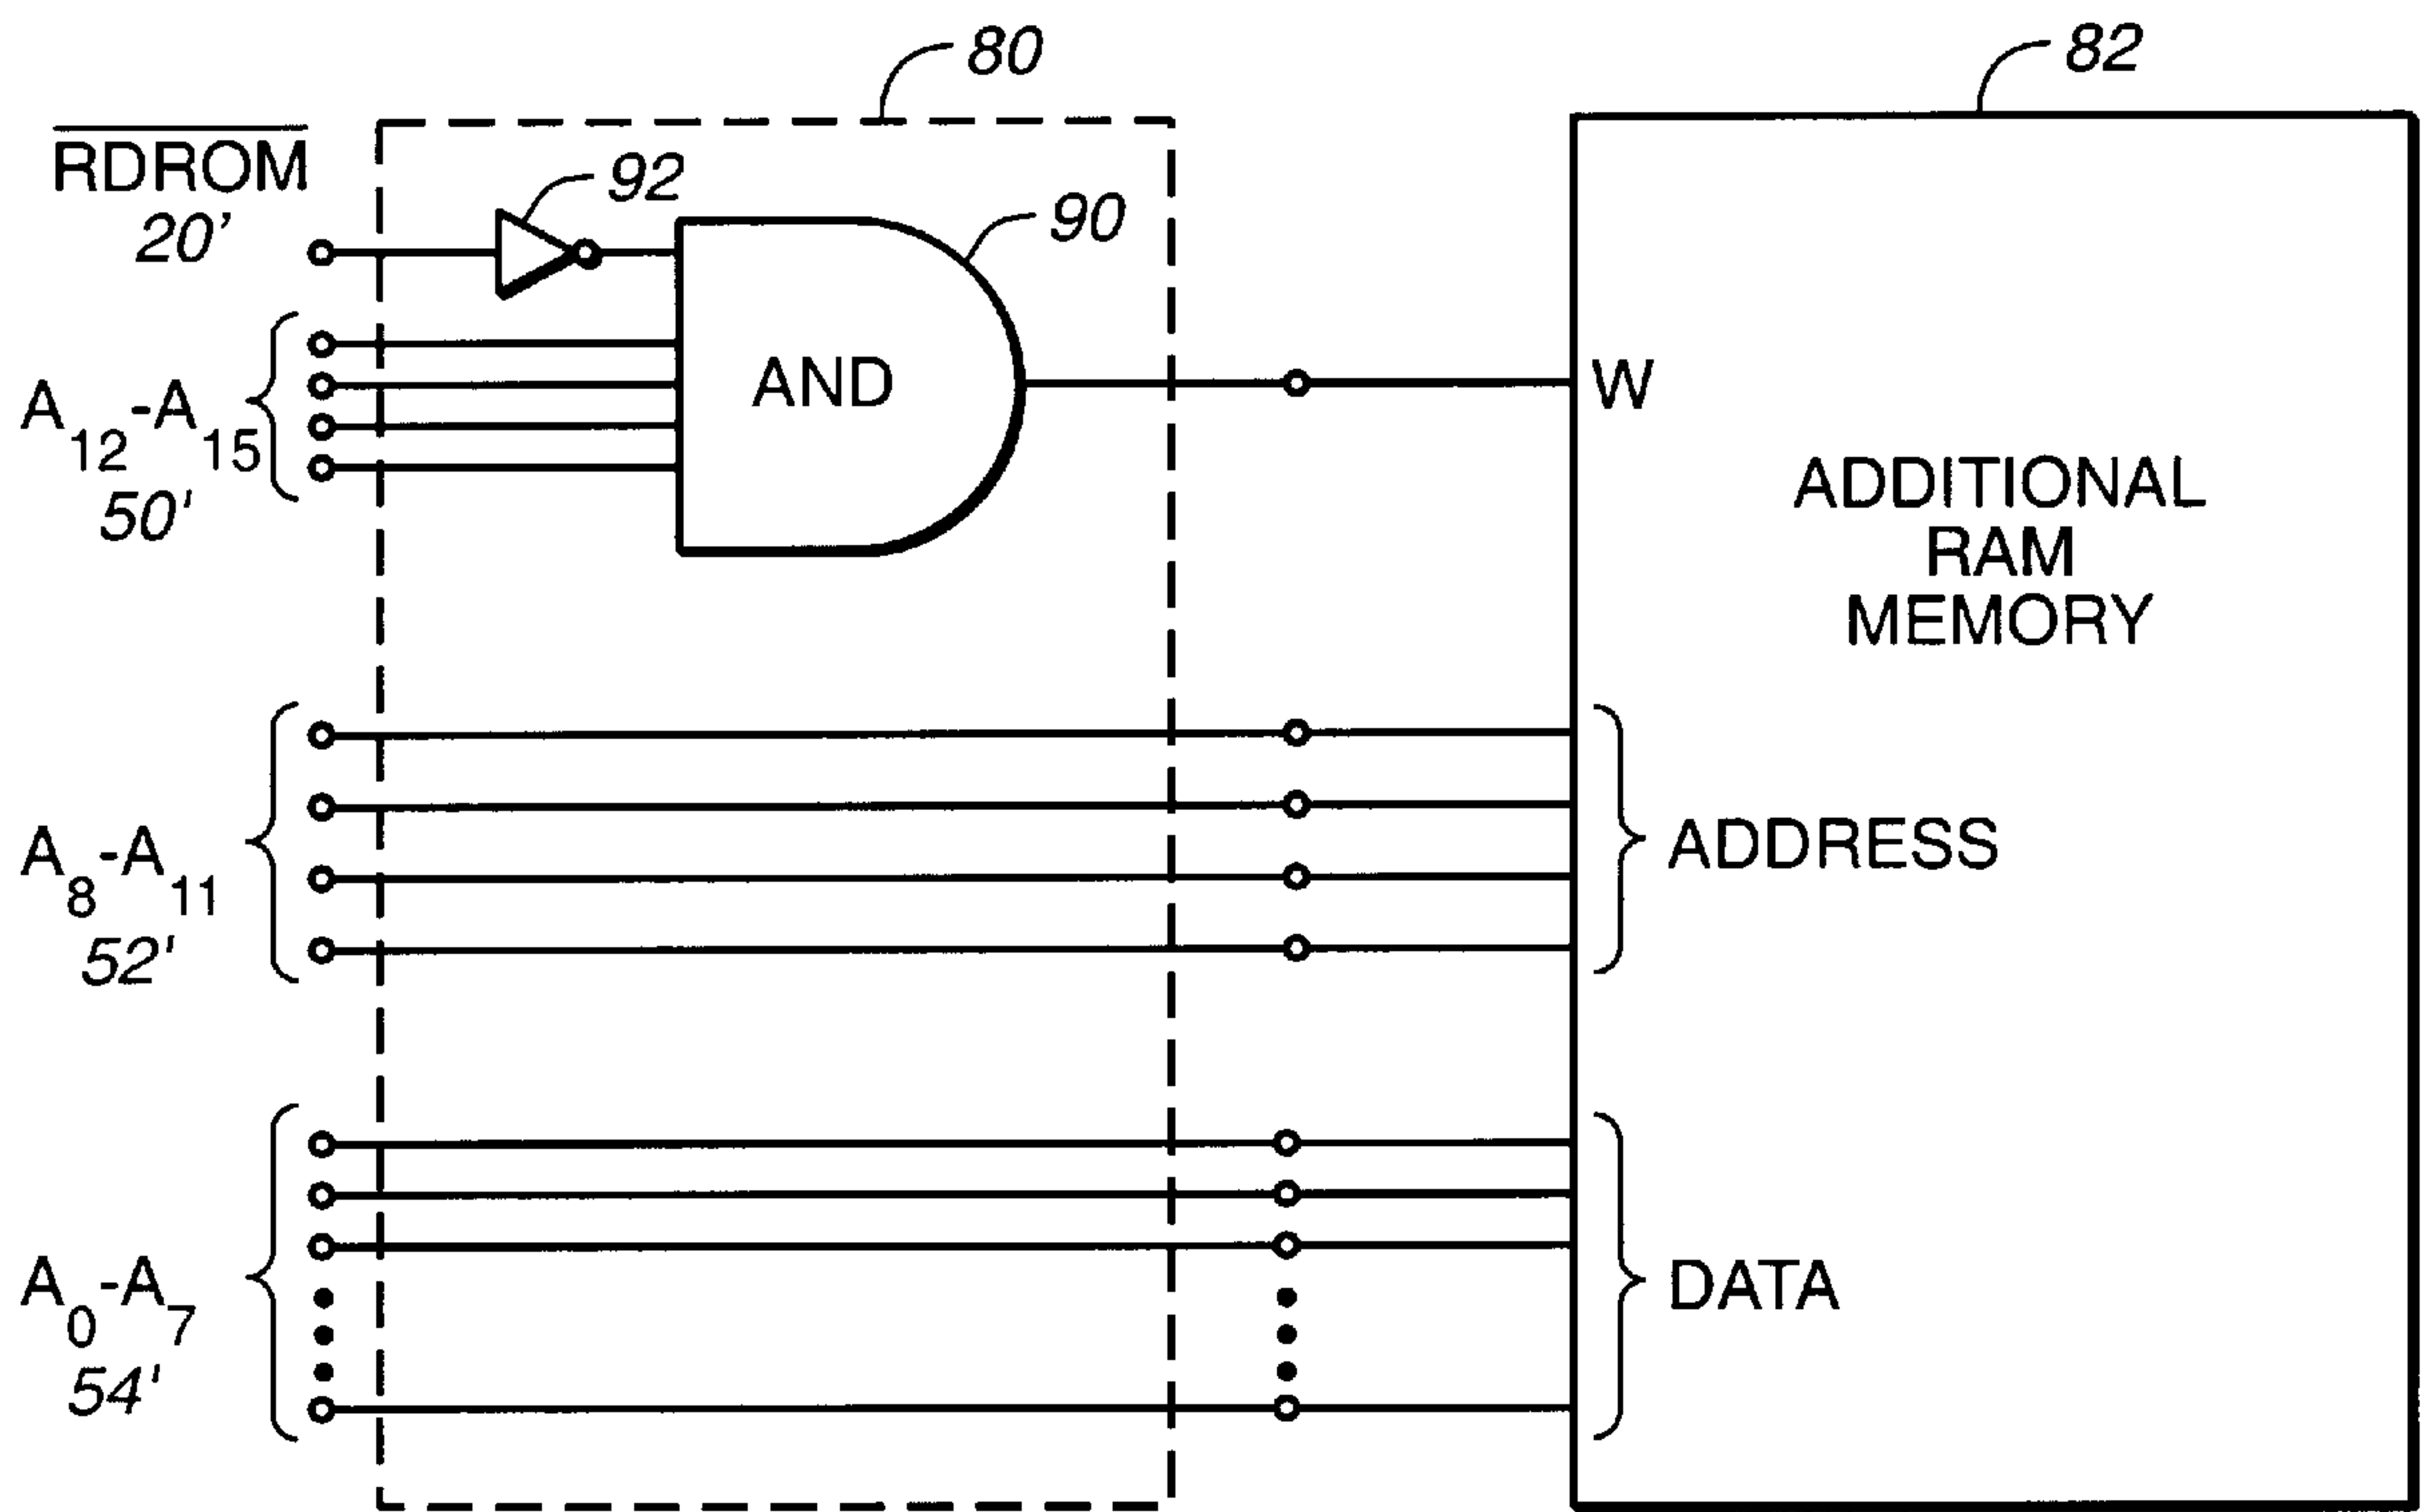 80
82
R̅D̅R̅O̅M̅
20'
92
90
A12-A15
50'
AND
W
ADDITIONAL
RAM
MEMORY
A8-A11
52'
ADDRESS
A0-A7
54'
DATA